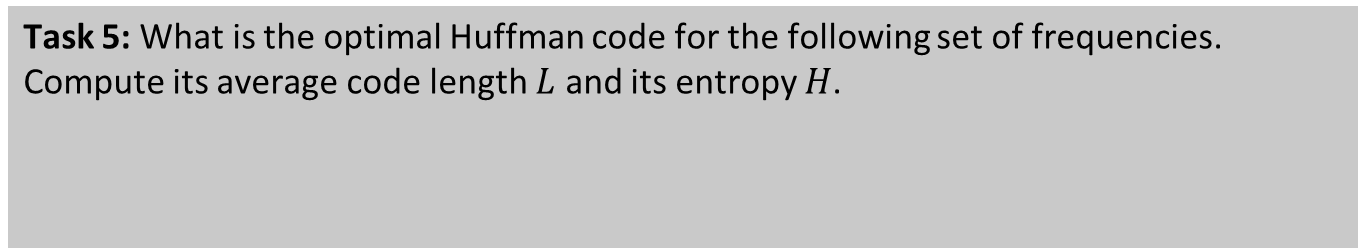 Task 5: What is the optimal Huffman code for the following set of frequencies.
Compute its average code length L and its entropy H.